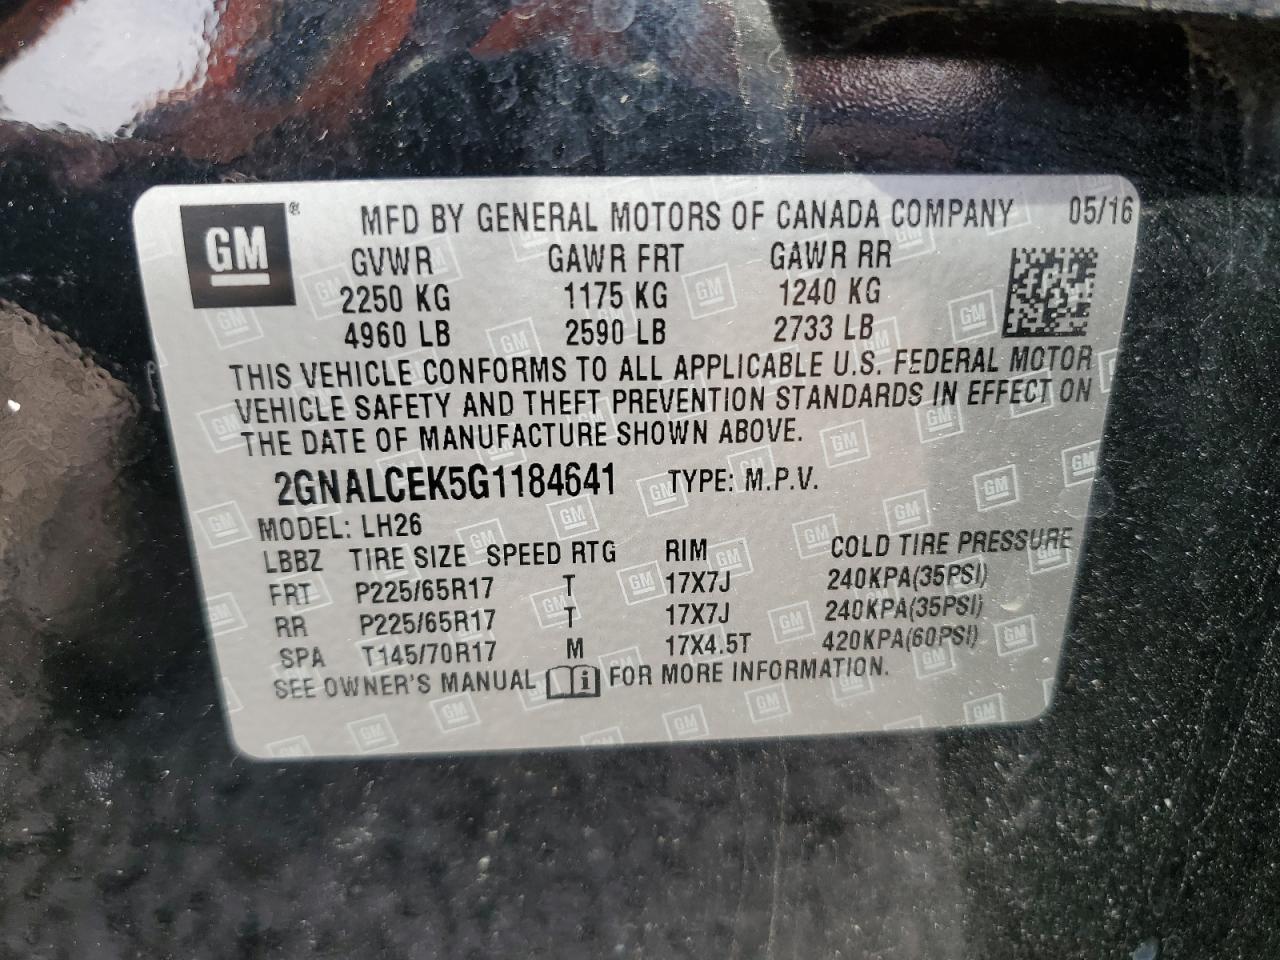 GM ® MFD BY GENERAL MOTORS OF CANADA COMPANY 05/16
GVWR GAWR FRT GAWR RR
2250 KG 1175 KG 1240 KG
4960 LB 2590 LB 2733 LB
THIS VEHICLE CONFORMS TO ALL APPLICABLE U.S. FEDERAL MOTOR
VEHICLE SAFETY AND THEFT PREVENTION STANDARDS IN EFFECT ON
THE DATE OF MANUFACTURE SHOWN ABOVE.
2GNALCEK5G1184641 TYPE: M.P.V.
MODEL: LH26
LBBZ TIRE SIZE SPEED RTG RIM COLD TIRE PRESSURE
FRT P225/65R17 T 17X7J 240KPA(35PSI)
RR P225/65R17 T 17X7J 240KPA(35PSI)
SPA T145/70R17 M 17X4.5T 420KPA(60PSI)
SEE OWNER'S MANUAL i FOR MORE INFORMATION.